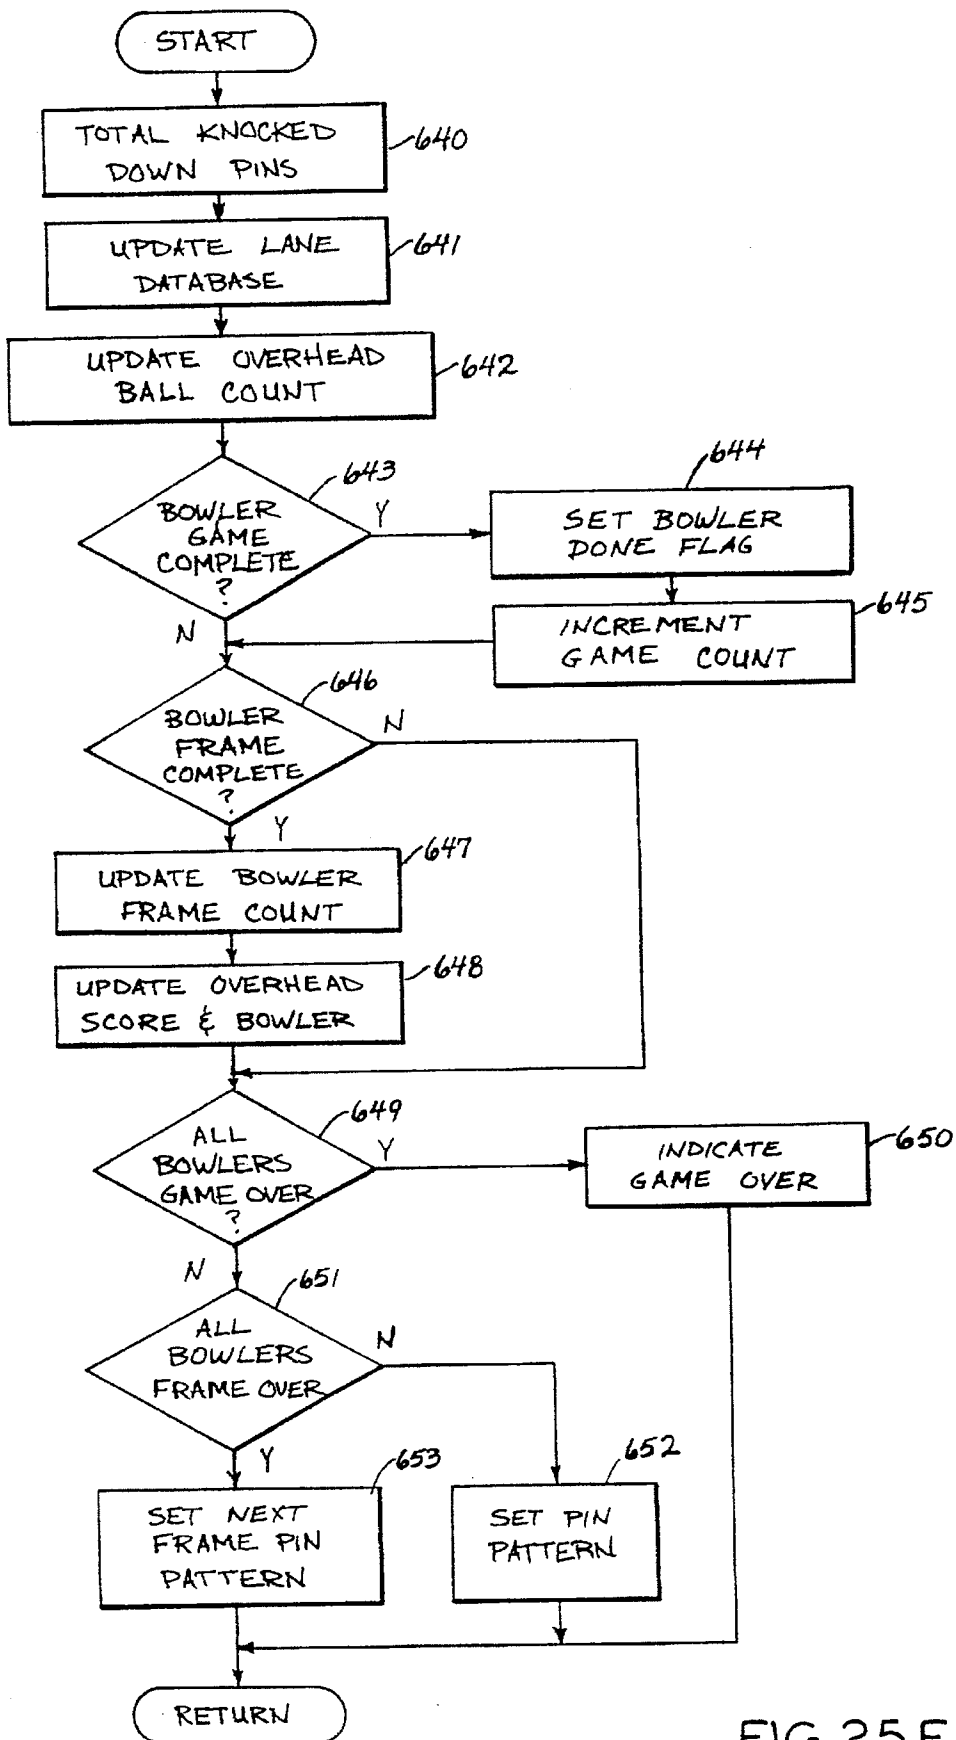 START
TOTAL KNOCKED
DOWN PINS
640
UPDATE LANE
DATABASE
641
UPDATE OVERHEAD
BALL COUNT
642
BOWLER
GAME
COMPLETE
?
643
Y
N
SET BOWLER
DONE FLAG
644
INCREMENT
GAME COUNT
645
BOWLER
FRAME
COMPLETE
?
646
N
Y
UPDATE BOWLER
FRAME COUNT
647
UPDATE OVERHEAD
SCORE & BOWLER
648
ALL
BOWLERS
GAME OVER
?
649
Y
N
INDICATE
GAME OVER
650
ALL
BOWLERS
FRAME OVER
651
N
Y
SET NEXT
FRAME PIN
PATTERN
653
SET PIN
PATTERN
652
RETURN